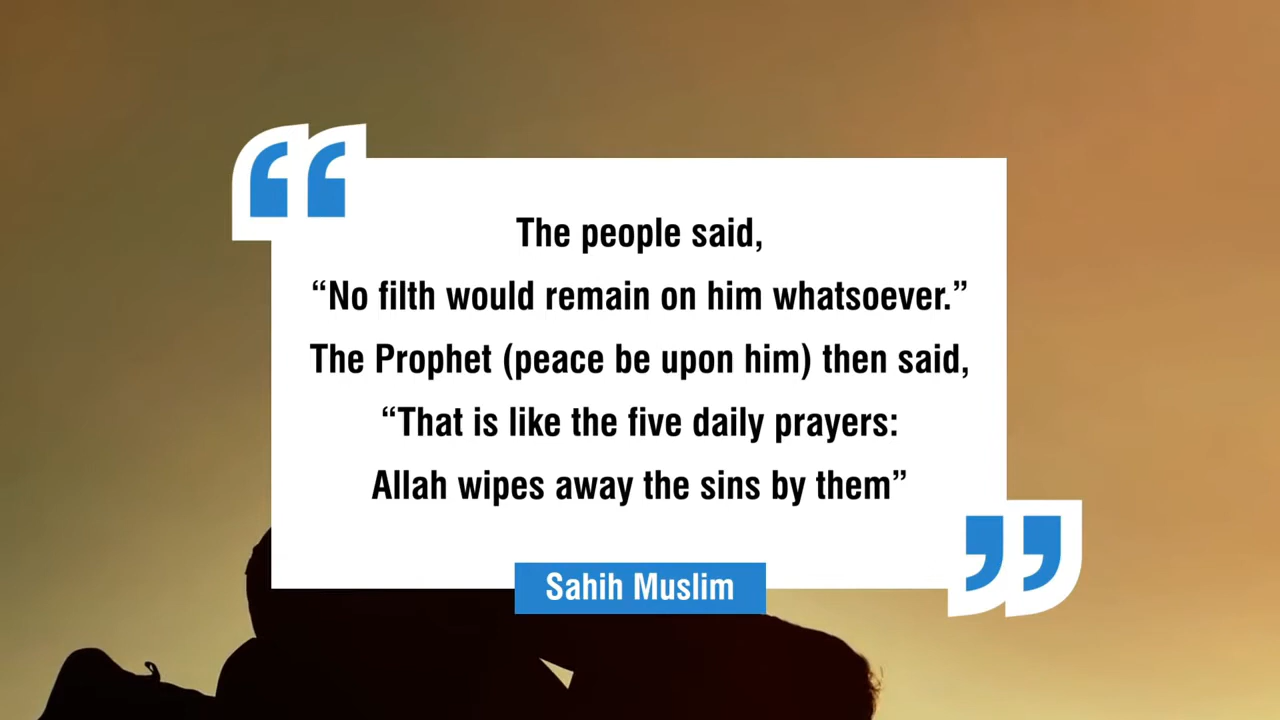 The people said,
“No filth would remain on him whatsoever.”
The Prophet (peace be upon him) then said,
“That is like the five daily prayers:
Allah wipes away the sins by them”
Sahih Muslim